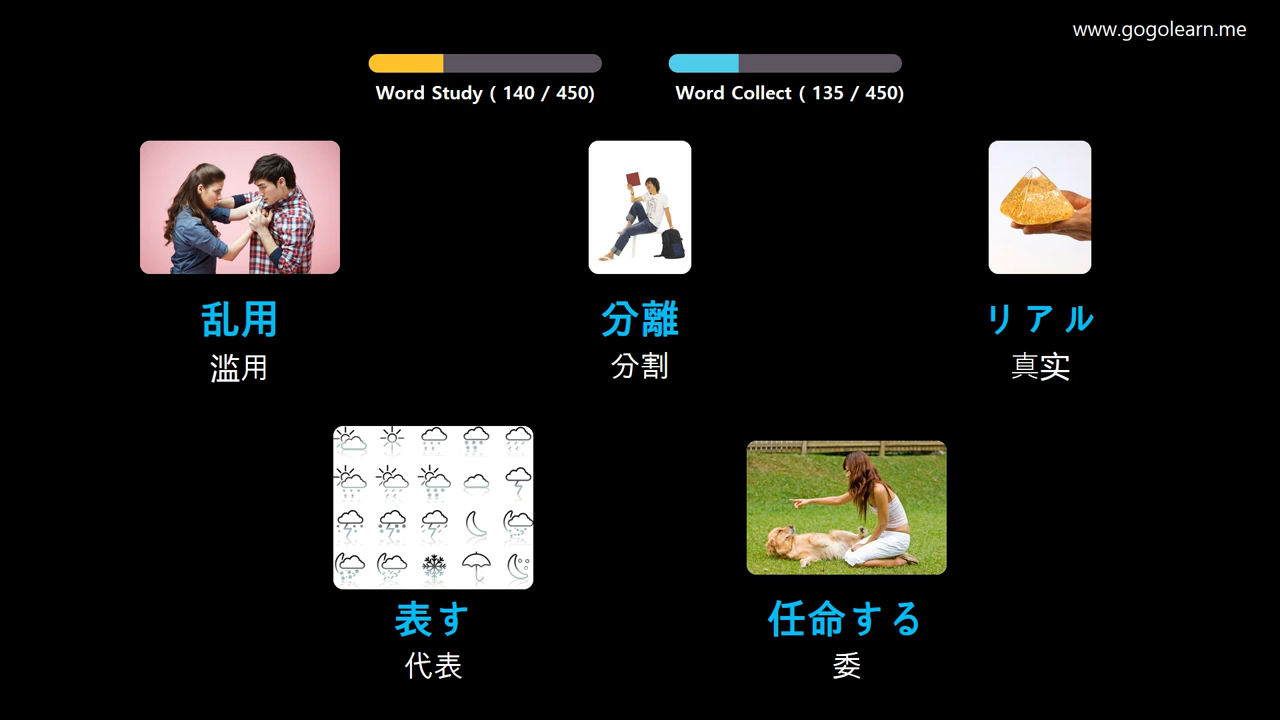 www.gogolearn.me
Word Study ( 140 / 450)
Word Collect ( 135 / 450)
乱用
滥用
分離
分割
リアル
真实
表す
代表
任命する
委